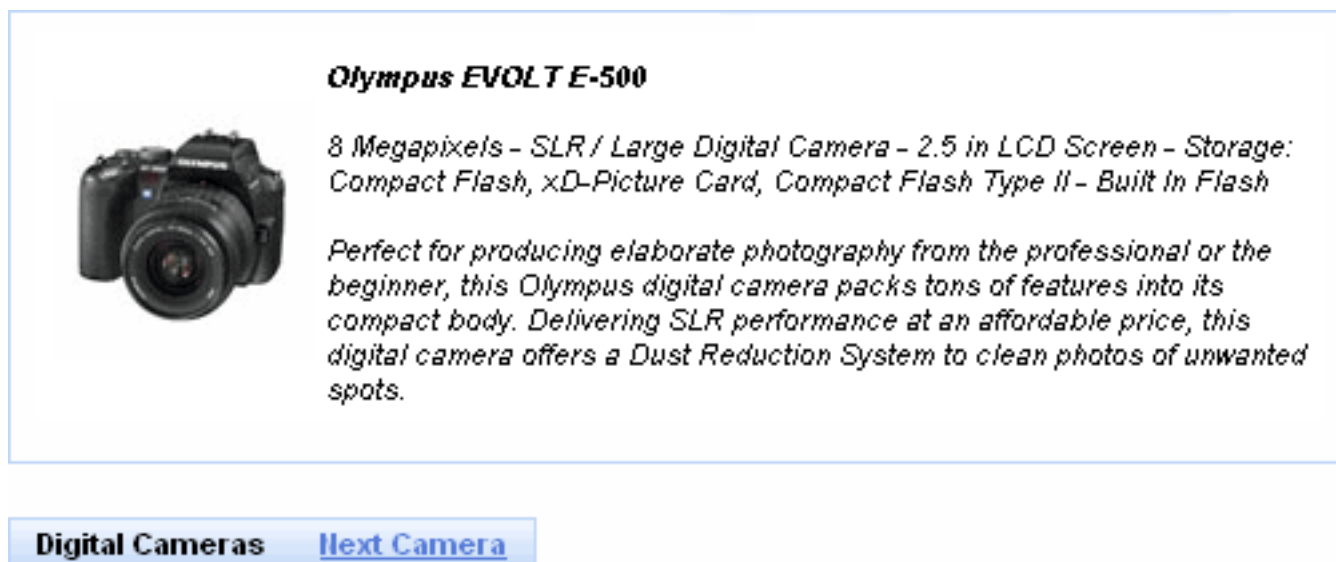 Olympus EVOLT E-500
8 Megapixels - SLR / Large Digital Camera - 2.5 in LCD Screen - Storage:
Compact Flash, xD-Picture Card, Compact Flash Type II - Built In Flash
Perfect for producing elaborate photography from the professional or the
beginner, this Olympus digital camera packs tons of features into its
compact body. Delivering SLR performance at an affordable price, this
digital camera offers a Dust Reduction System to clean photos of unwanted
spots.
OLYMPUS
Digital Cameras Next Camera